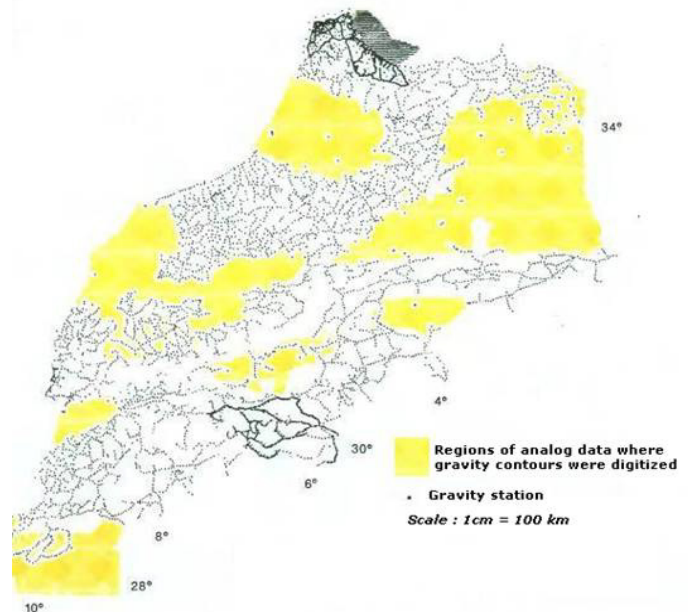 34°
4°
30°
6°
Regions of analog data where
gravity contours were digitized
Gravity station
Scale : 1cm = 100 km
8°
28°
10°